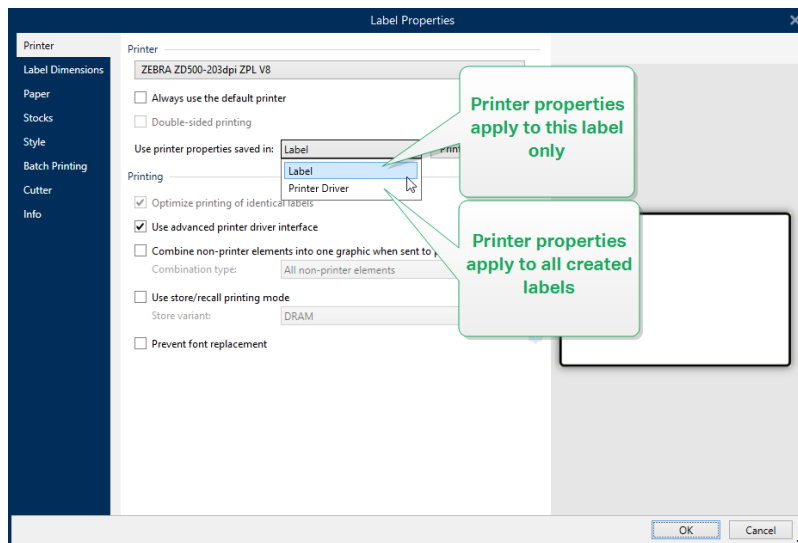 Label Properties
Printer
Label Dimensions
Paper
Stocks
Style
Batch Printing
Cutter
Info
Printer
ZEBRA ZD500-203dpi ZPL V8
Always use the default printer
Double-sided printing
Use printer properties saved in: Label
Label
Printer Driver
Printing
Optimize printing of identical labels
Use advanced printer driver interface
Combine non-printer elements into one graphic when sent to
Combination type: All non-printer elements
Use store/recall printing mode
Store variant: DRAM
Prevent font replacement
Printer properties
apply to this label
only
Printer properties
apply to all created
labels
OK Cancel